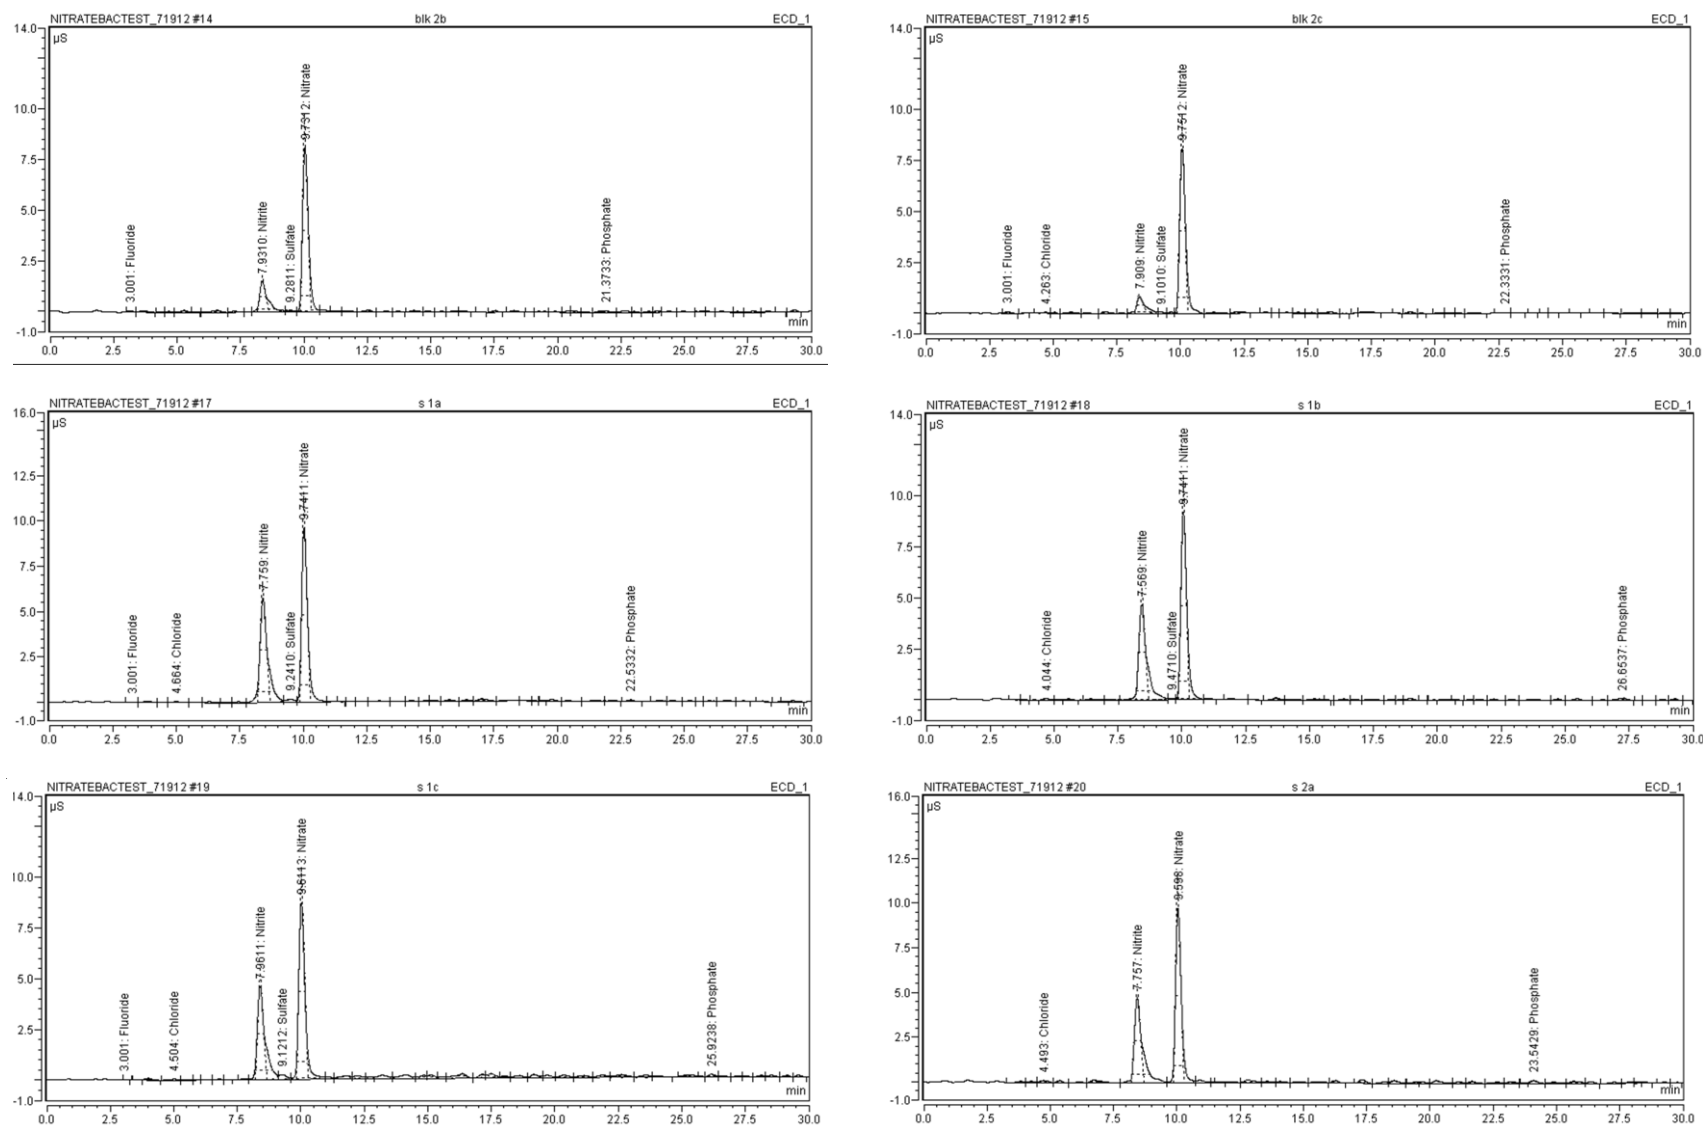 NITRATEBACTEST_71912 #14 blk 2b ECD_1
14.0
µS
10.0
7.5
5.0
2.5
-1.0
3.001: Fluoride
7.9310: Nitrite
9.2811: Sulfate
9.7312: Nitrate
21.3733: Phosphate
min
0.0 2.5 5.0 7.5 10.0 12.5 15.0 17.5 20.0 22.5 25.0 27.5 30.0
NITRATEBACTEST_71912 #15 blk 2c ECD_1
14.0
µS
10.0
7.5
5.0
2.5
-1.0
3.001: Fluoride
4.263: Chloride
7.909: Nitrite
9.1010: Sulfate
9.7512: Nitrate
22.3331: Phosphate
min
0.0 2.5 5.0 7.5 10.0 12.5 15.0 17.5 20.0 22.5 25.0 27.5 30.0
NITRATEBACTEST_71912 #17 s 1a ECD_1
16.0
µS
12.5
10.0
7.5
5.0
2.5
-1.0
3.001: Fluoride
4.664: Chloride
7.759: Nitrite
9.2410: Sulfate
9.7411: Nitrate
22.5332: Phosphate
min
0.0 2.5 5.0 7.5 10.0 12.5 15.0 17.5 20.0 22.5 25.0 27.5 30.0
NITRATEBACTEST_71912 #18 s 1b ECD_1
14.0
µS
10.0
7.5
5.0
2.5
-1.0
4.044: Chloride
7.569: Nitrite
9.4710: Sulfate
9.7411: Nitrate
26.6537: Phosphate
min
0.0 2.5 5.0 7.5 10.0 12.5 15.0 17.5 20.0 22.5 25.0 27.5 30.0
NITRATEBACTEST_71912 #19 s 1c ECD_1
14.0
µS
10.0
7.5
5.0
2.5
-1.0
3.001: Fluoride
4.504: Chloride
7.9611: Nitrite
9.1212: Sulfate
9.6113: Nitrate
25.9238: Phosphate
min
0.0 2.5 5.0 7.5 10.0 12.5 15.0 17.5 20.0 22.5 25.0 27.5 30.0
NITRATEBACTEST_71912 #20 s 2a ECD_1
16.0
µS
12.5
10.0
7.5
5.0
2.5
-1.0
4.493: Chloride
7.757: Nitrite
9.598: Nitrate
23.5429: Phosphate
min
0.0 2.5 5.0 7.5 10.0 12.5 15.0 17.5 20.0 22.5 25.0 27.5 30.0